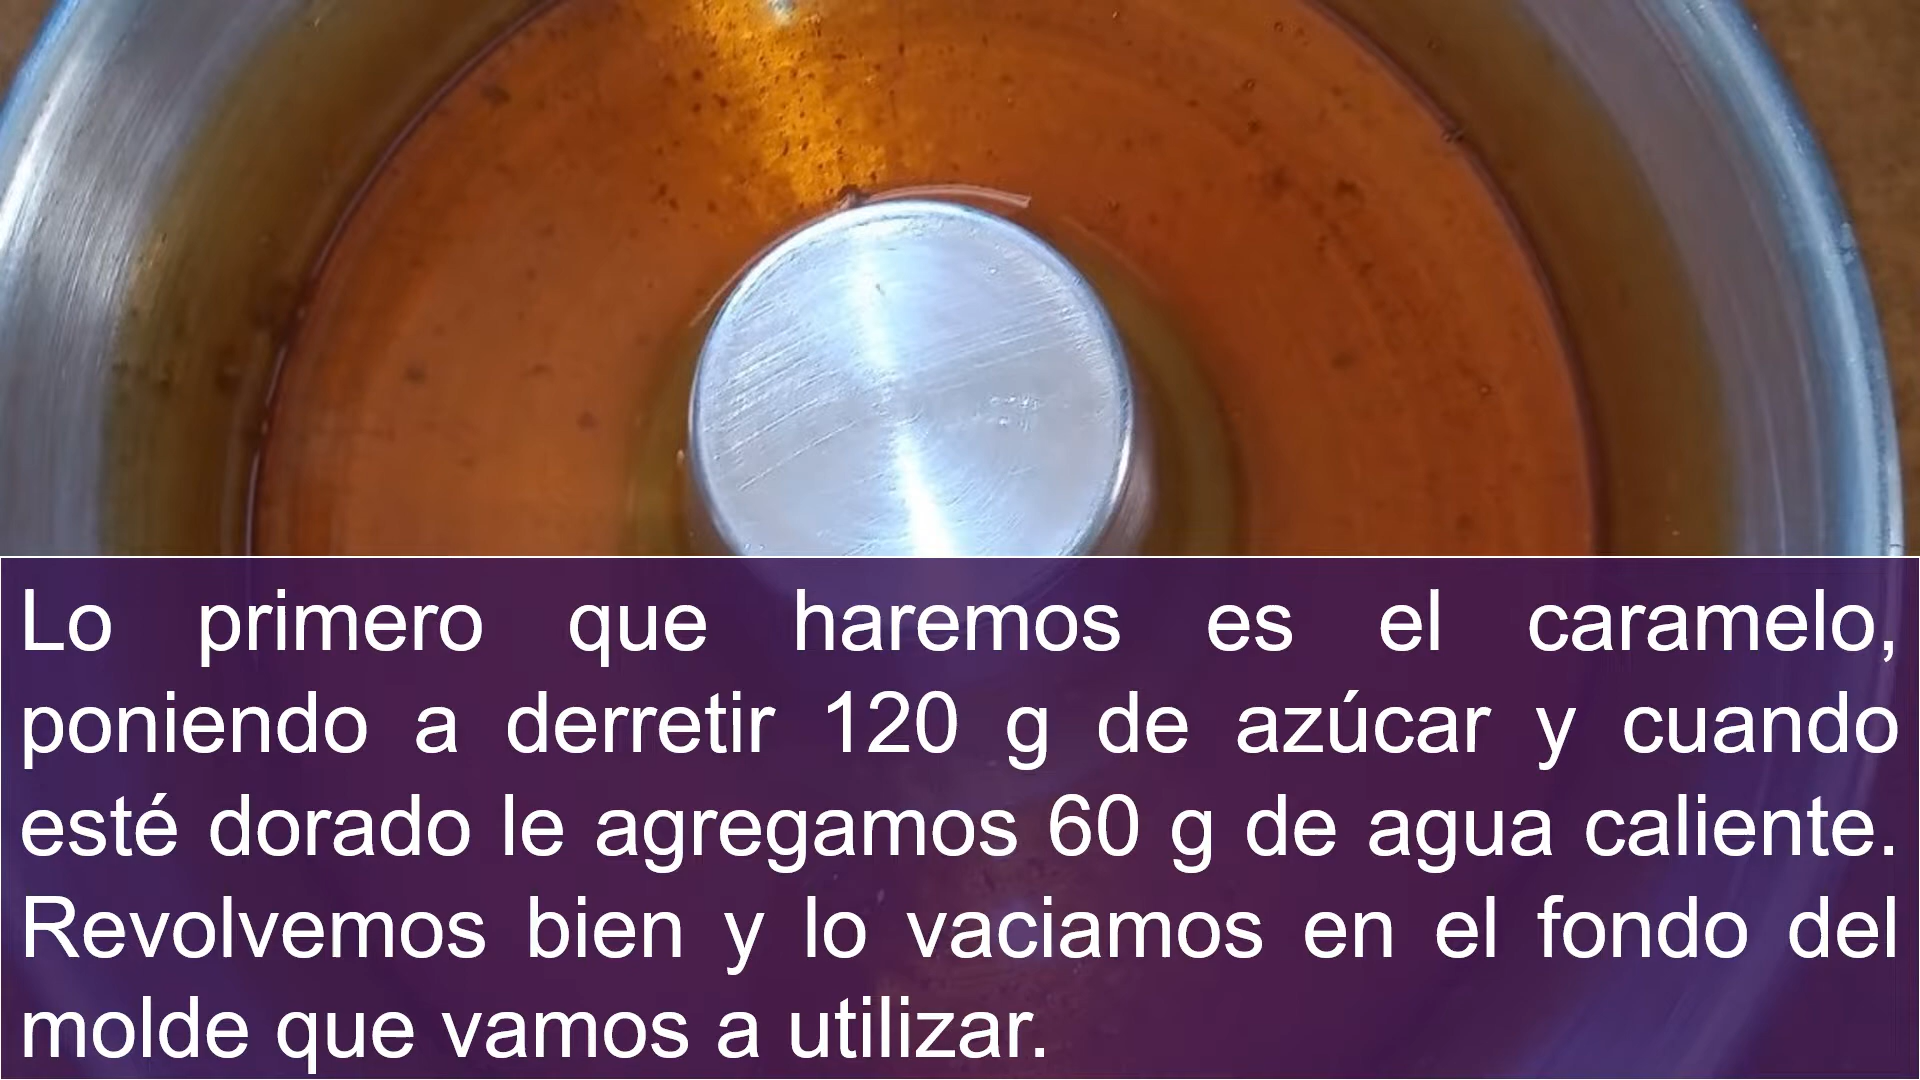 Lo primero que haremos es el caramelo,
poniendo a derretir 120 g de azúcar y cuando
esté dorado le agregamos 60 g de agua caliente.
Revolvemos bien y lo vaciamos en el fondo del
molde que vamos a utilizar.